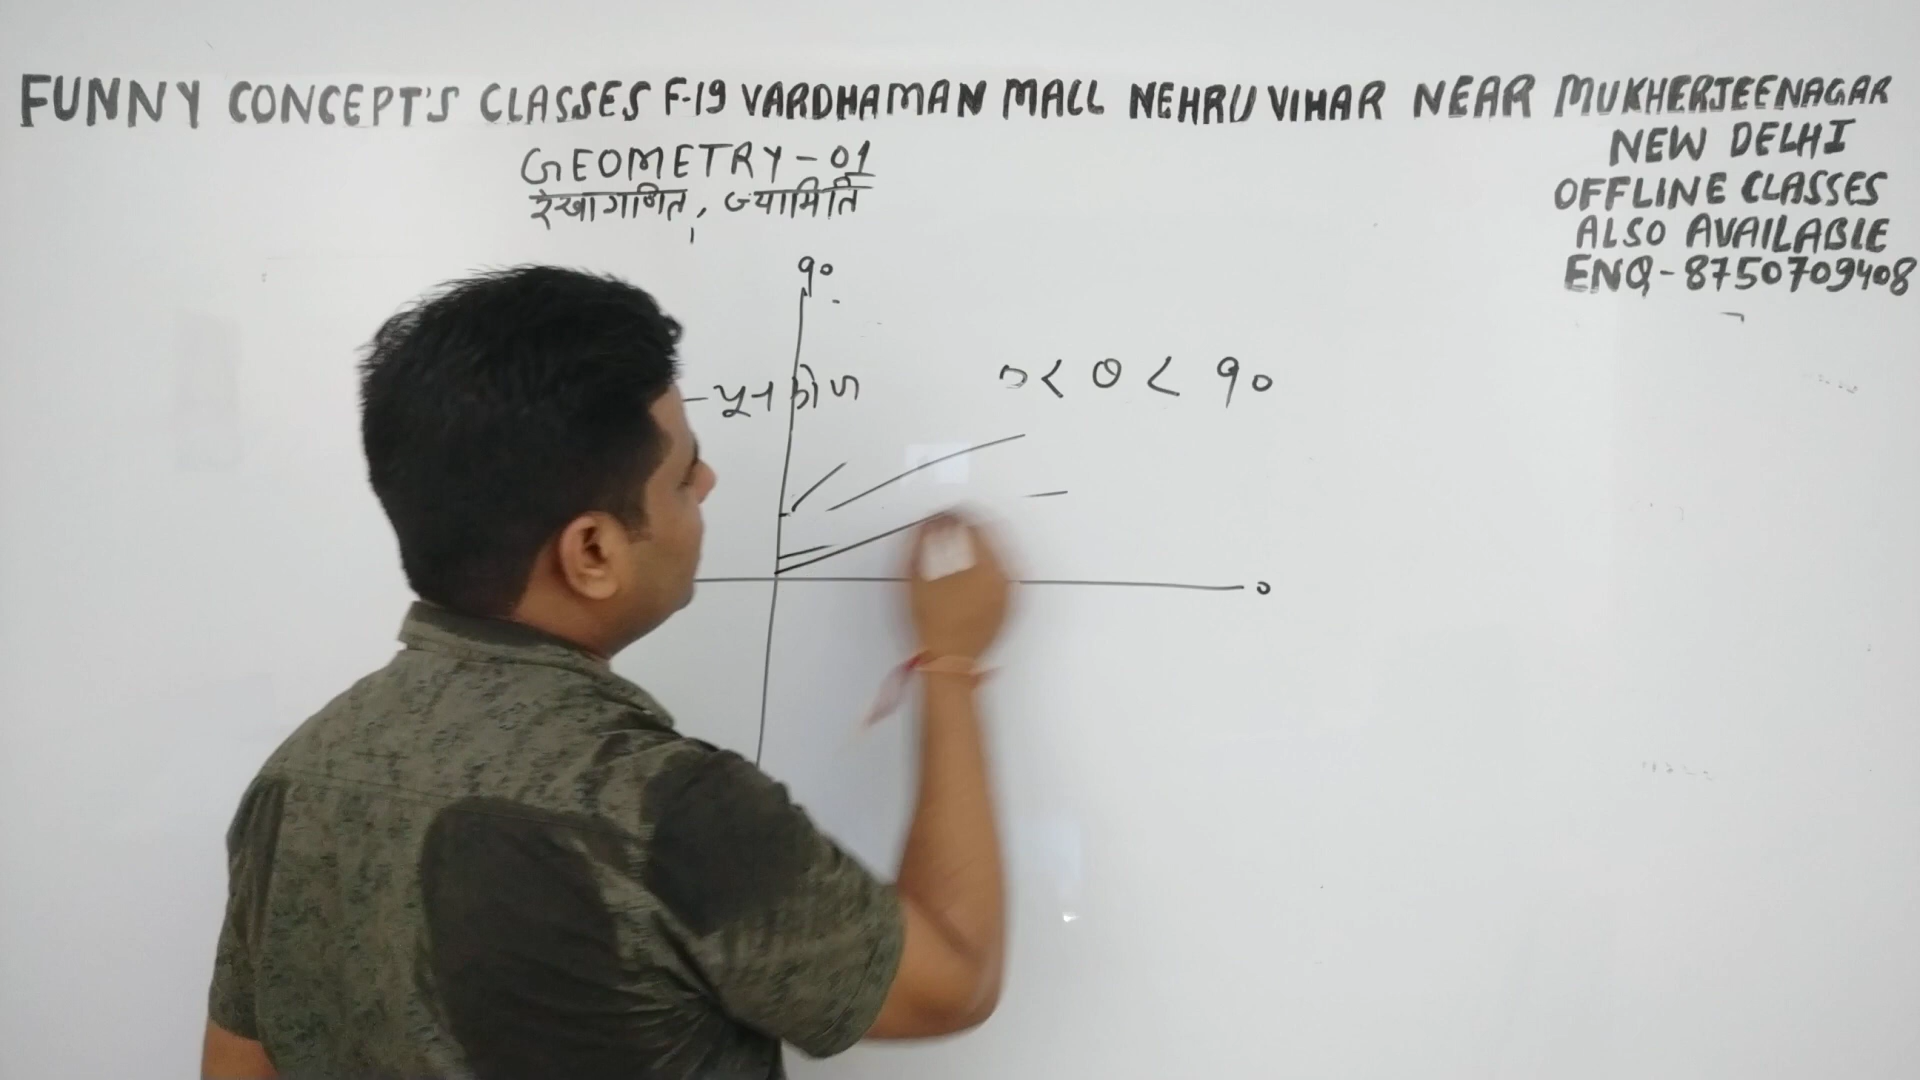 FUNNY CONCEPT'S CLASSES F-19 VARDHAMAN MALL NEHRU VIHAR NEAR MUKHERJEENAGAR
NEW DELHI
OFFLINE CLASSES
ALSO AVAILABLE
ENQ-8750709408
GEOMETRY-01
रेखागणित, ज्यामिति
90
-यून कोण
0 < θ < 90
0